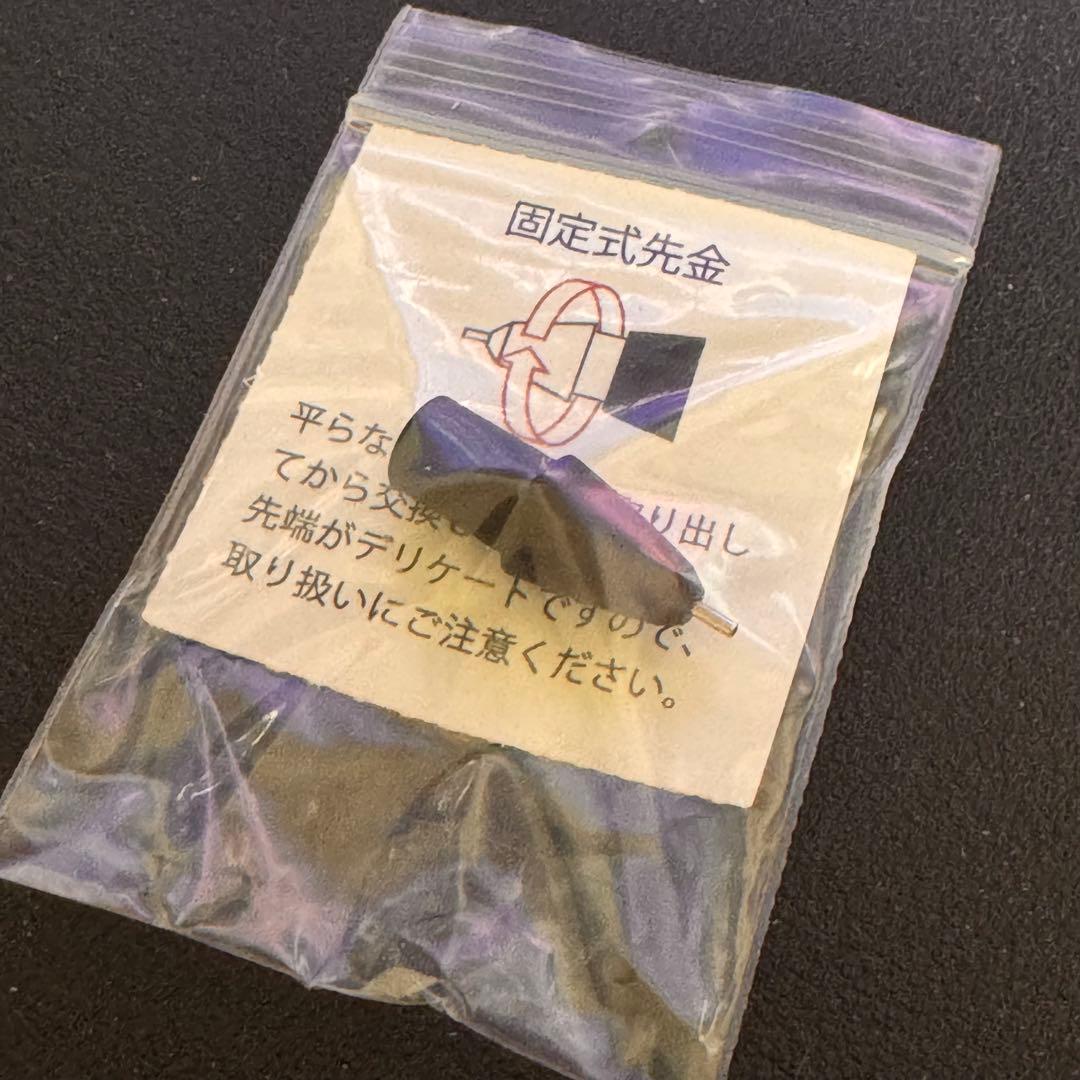 固定式先金
平らな り出し
てから交換し
先端がデリケートですので、
取り扱いにご注意ください。